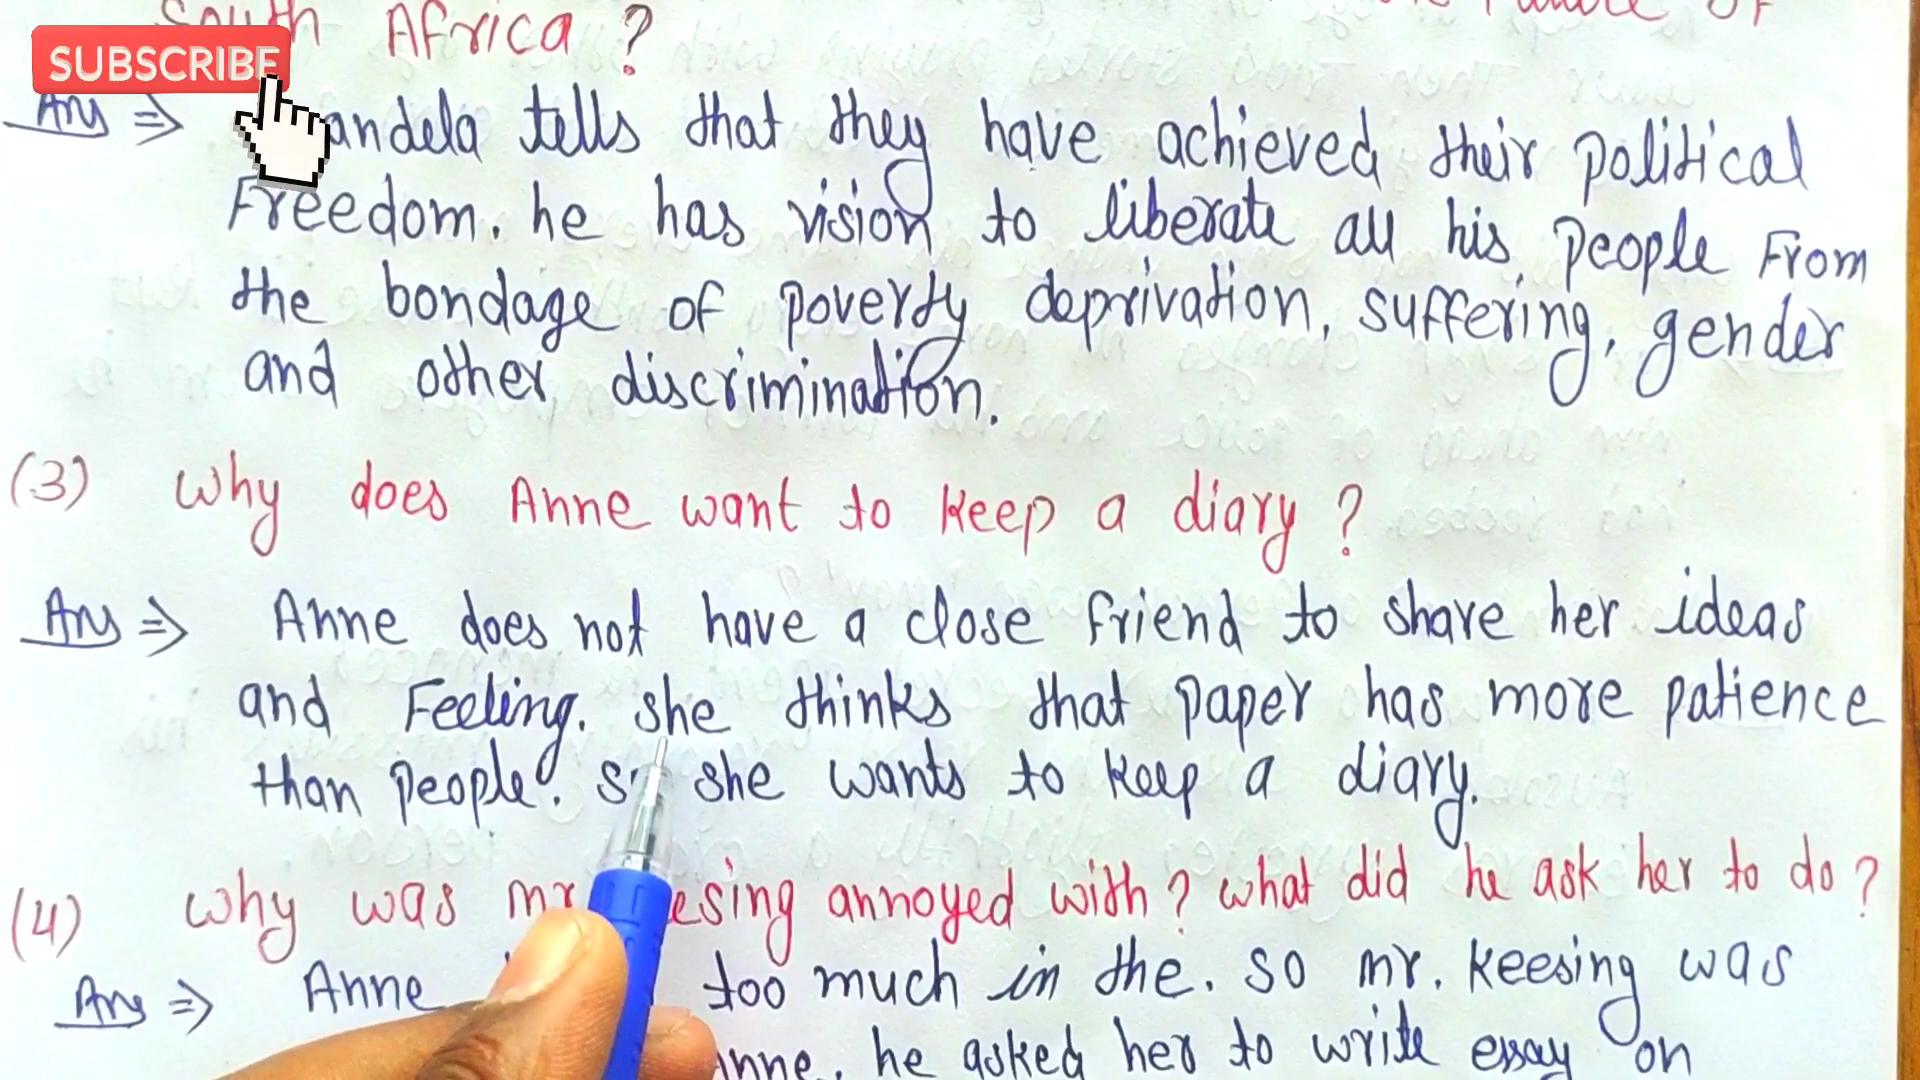 South Africa ?
SUBSCRIBE
Ans ⇒ andela tells that they have achieved their political
Freedom. he has vision to liberate all his people From
the bondage of poverty deprivation, suffering, gender
and other discrimination.
(3) Why does Anne want to keep a diary ?
Ans ⇒ Anne does not have a close friend to share her ideas
and Feeling. she thinks that paper has more patience
than people. So she wants to keep a diary.
(4) Why was mr esing annoyed with ? what did he ask her to do ?
Ans ⇒ Anne too much in the. so mr. Keesing was
Anne. he asked her to write essay on